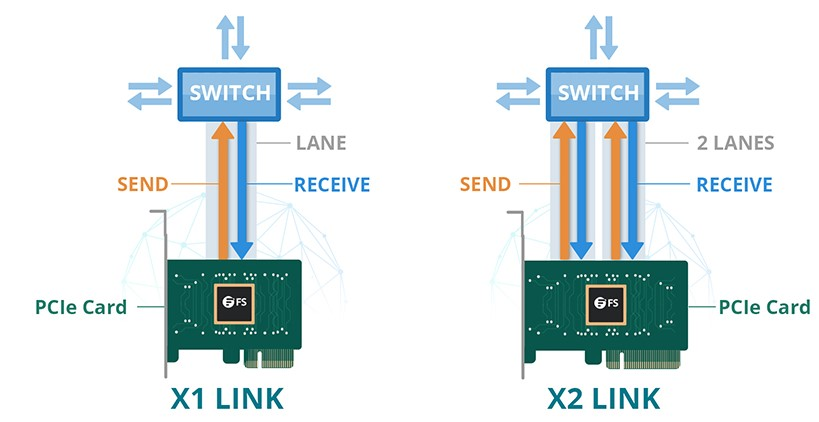 SWITCH
LANE
SEND
RECEIVE
PCIe Card
FS
X1 LINK
SWITCH
2 LANES
SEND
RECEIVE
PCIe Card
FS
X2 LINK